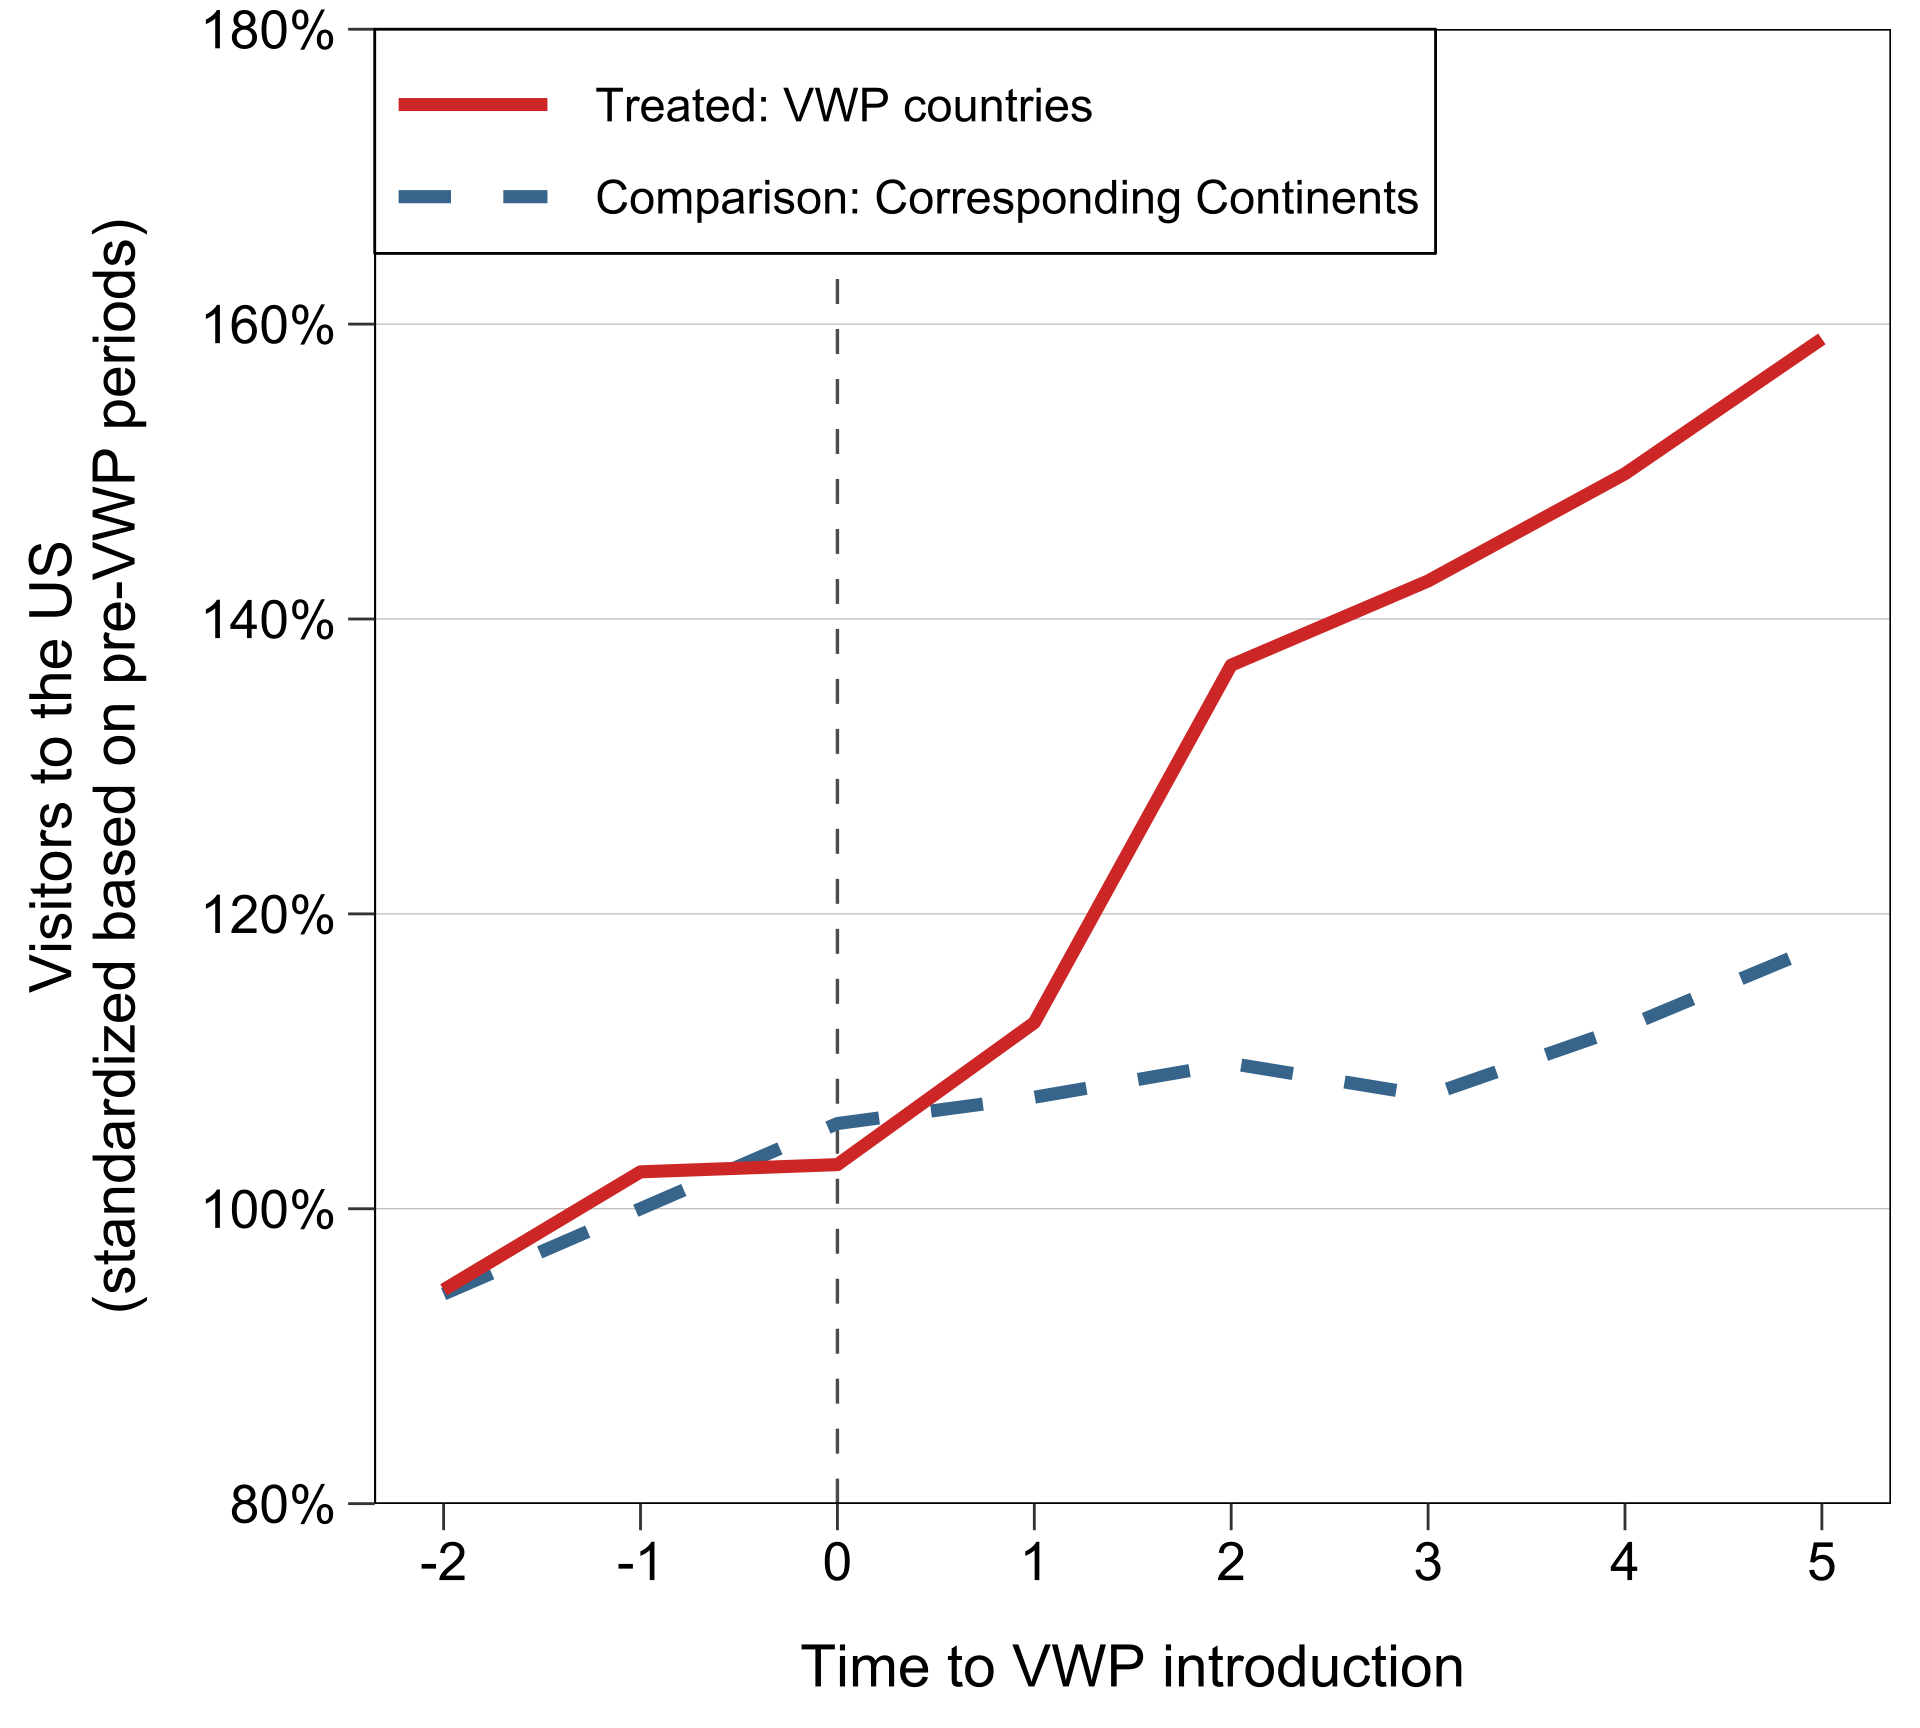 180%
Treated: VWP countries
Comparison: Corresponding Continents
160%
140%
120%
100%
80%
Visitors to the US
(standardized based on pre-VWP periods)
-2 -1 0 1 2 3 4 5
Time to VWP introduction